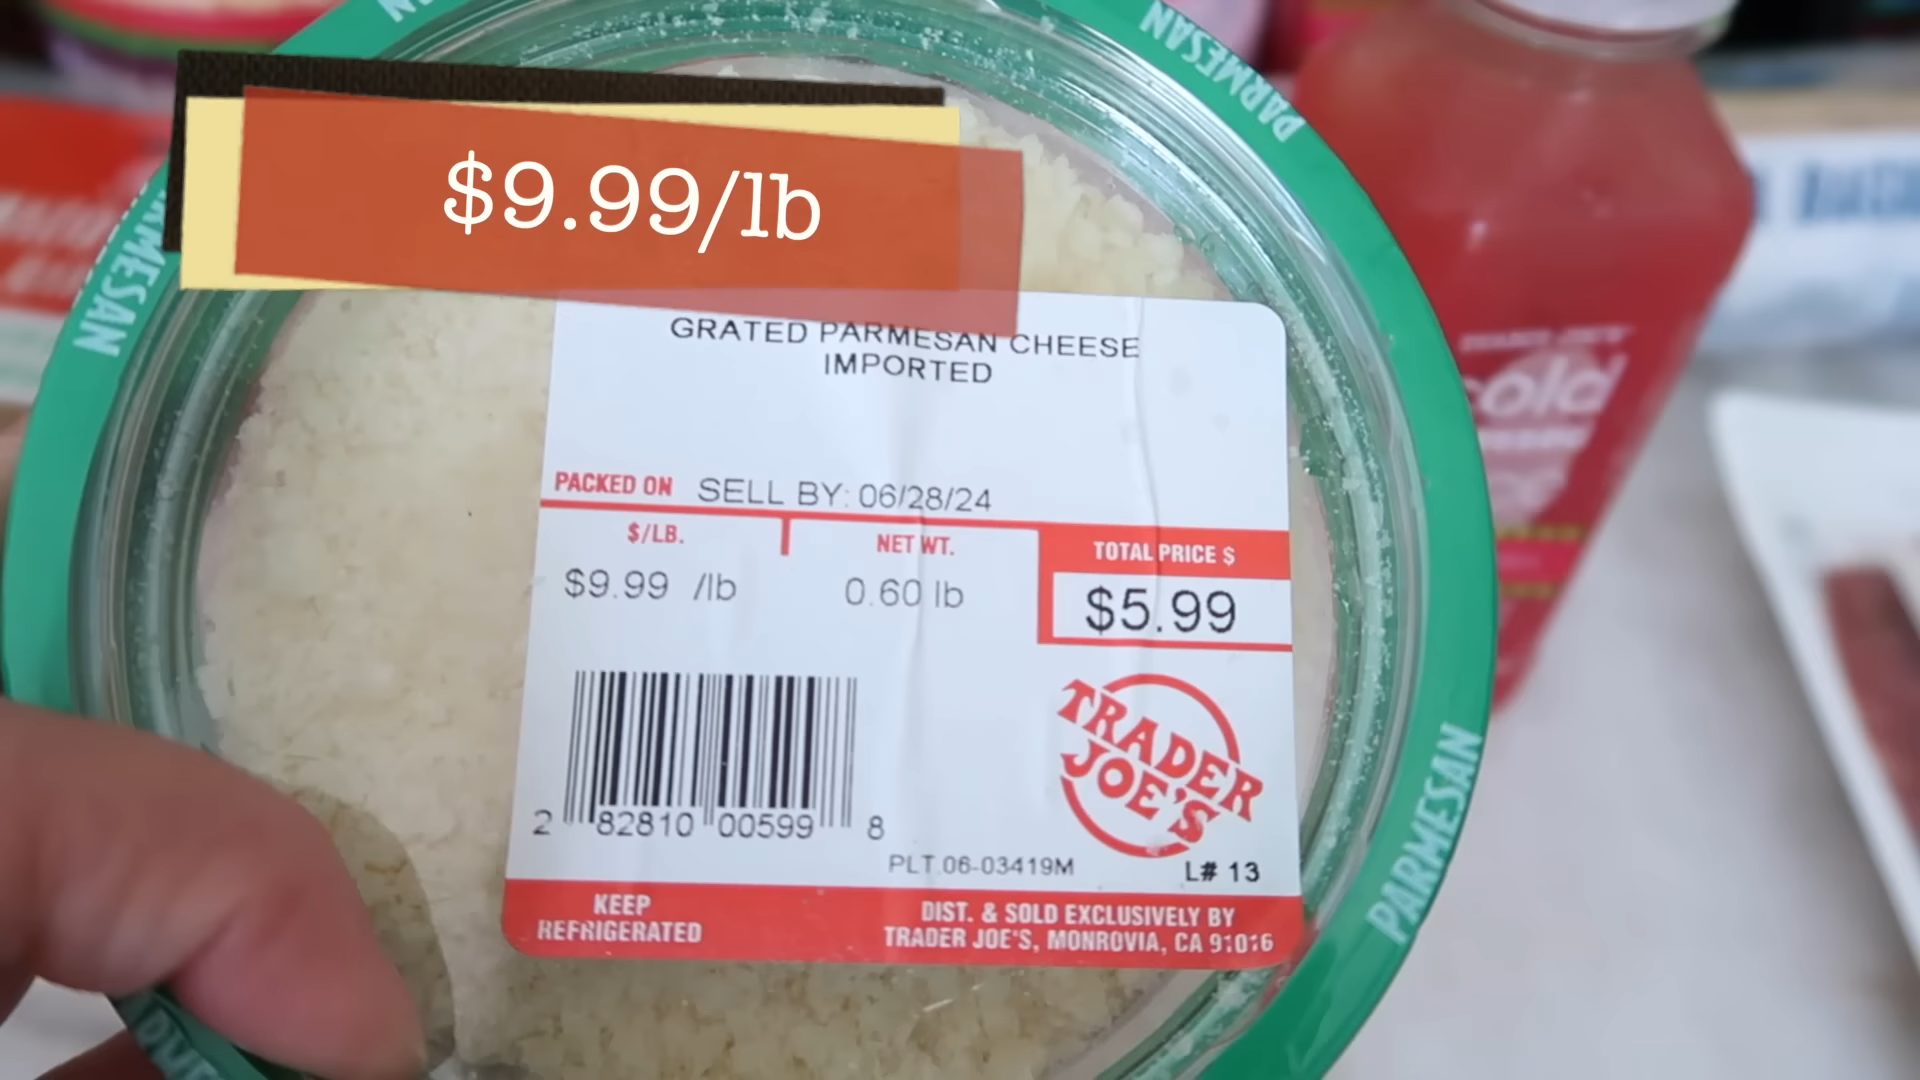 PARMESAN
PARMESAN
$9.99/lb
GRATED PARMESAN CHEESE
IMPORTED
PACKED ON SELL BY: 06/28/24
$/LB. NET WT. TOTAL PRICE $
$9.99 /lb 0.60 lb $5.99
TRADER
JOE'S
2 82810 00599 8
PLT 06-03419M L# 13
KEEP
REFRIGERATED
DIST. & SOLD EXCLUSIVELY BY
TRADER JOE'S, MONROVIA, CA 91016
PARMESAN
cold